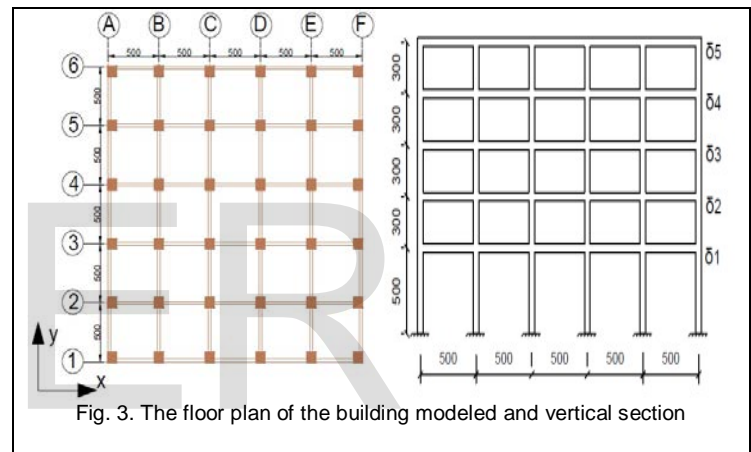 A B C D E F
500 500 500 500 500
6
500
5
500
4
500
3
500
2
500
1
y
x
δ5
300
δ4
300
δ3
300
δ2
300
δ1
500
500 500 500 500 500
ER
Fig. 3. The floor plan of the building modeled and vertical section